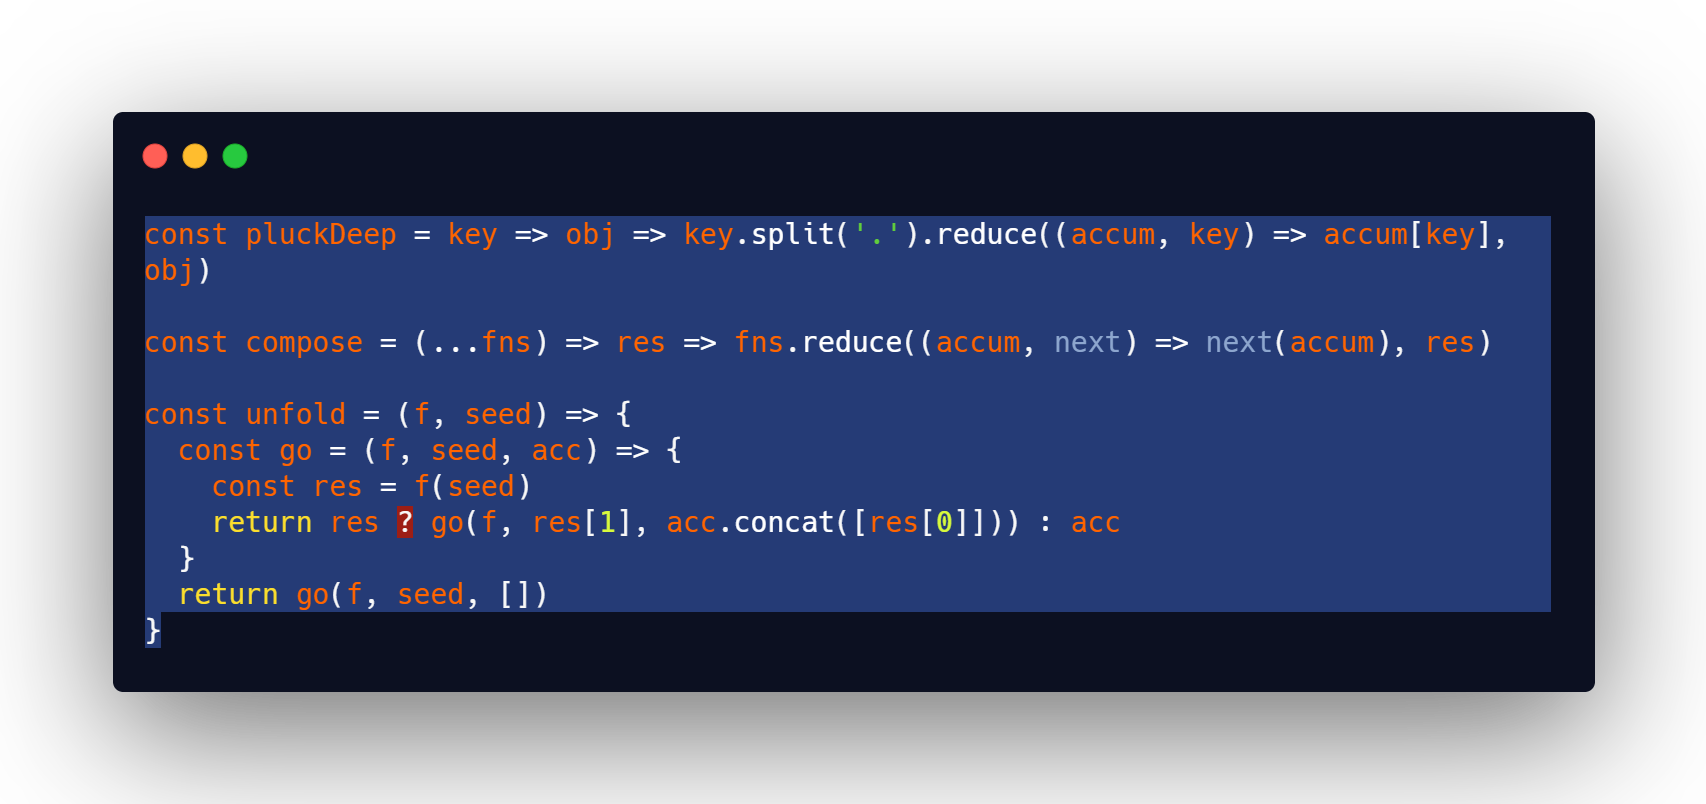 const pluckDeep = key => obj => key.split('.').reduce((accum, key) => accum[key],
obj)
const compose = (...fns) => res => fns.reduce((accum, next) => next(accum), res)
const unfold = (f, seed) => {
  const go = (f, seed, acc) => {
    const res = f(seed)
    return res ? go(f, res[1], acc.concat([res[0]])) : acc
  }
  return go(f, seed, [])
}